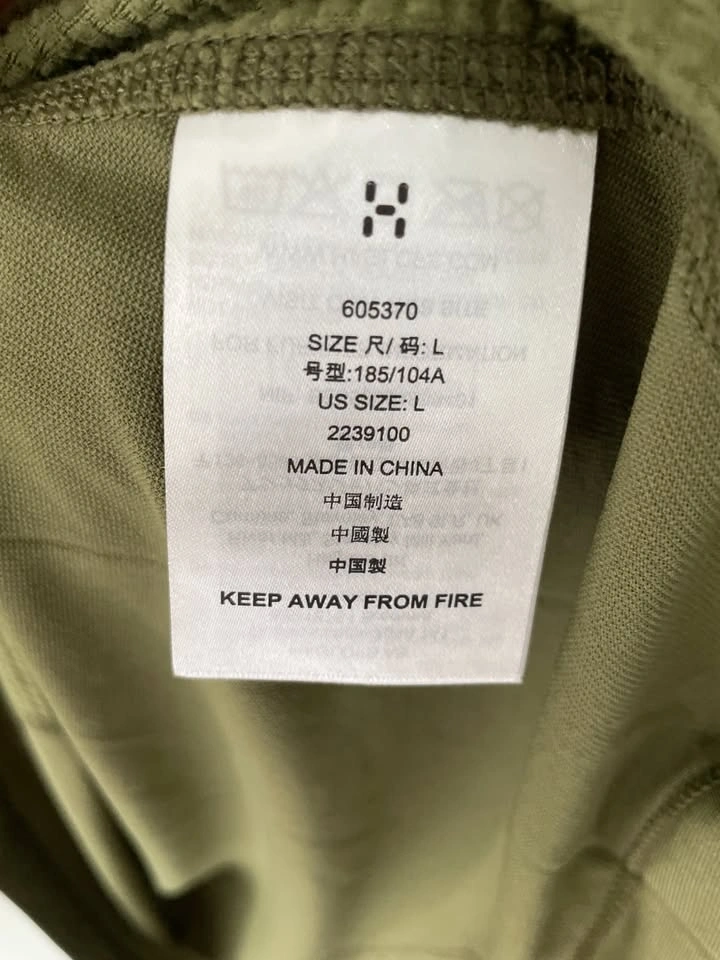 605370
SIZE 尺/ 码: L
号型:185/104A
US SIZE: L
2239100
MADE IN CHINA
中国制造
中國製
中国製
KEEP AWAY FROM FIRE